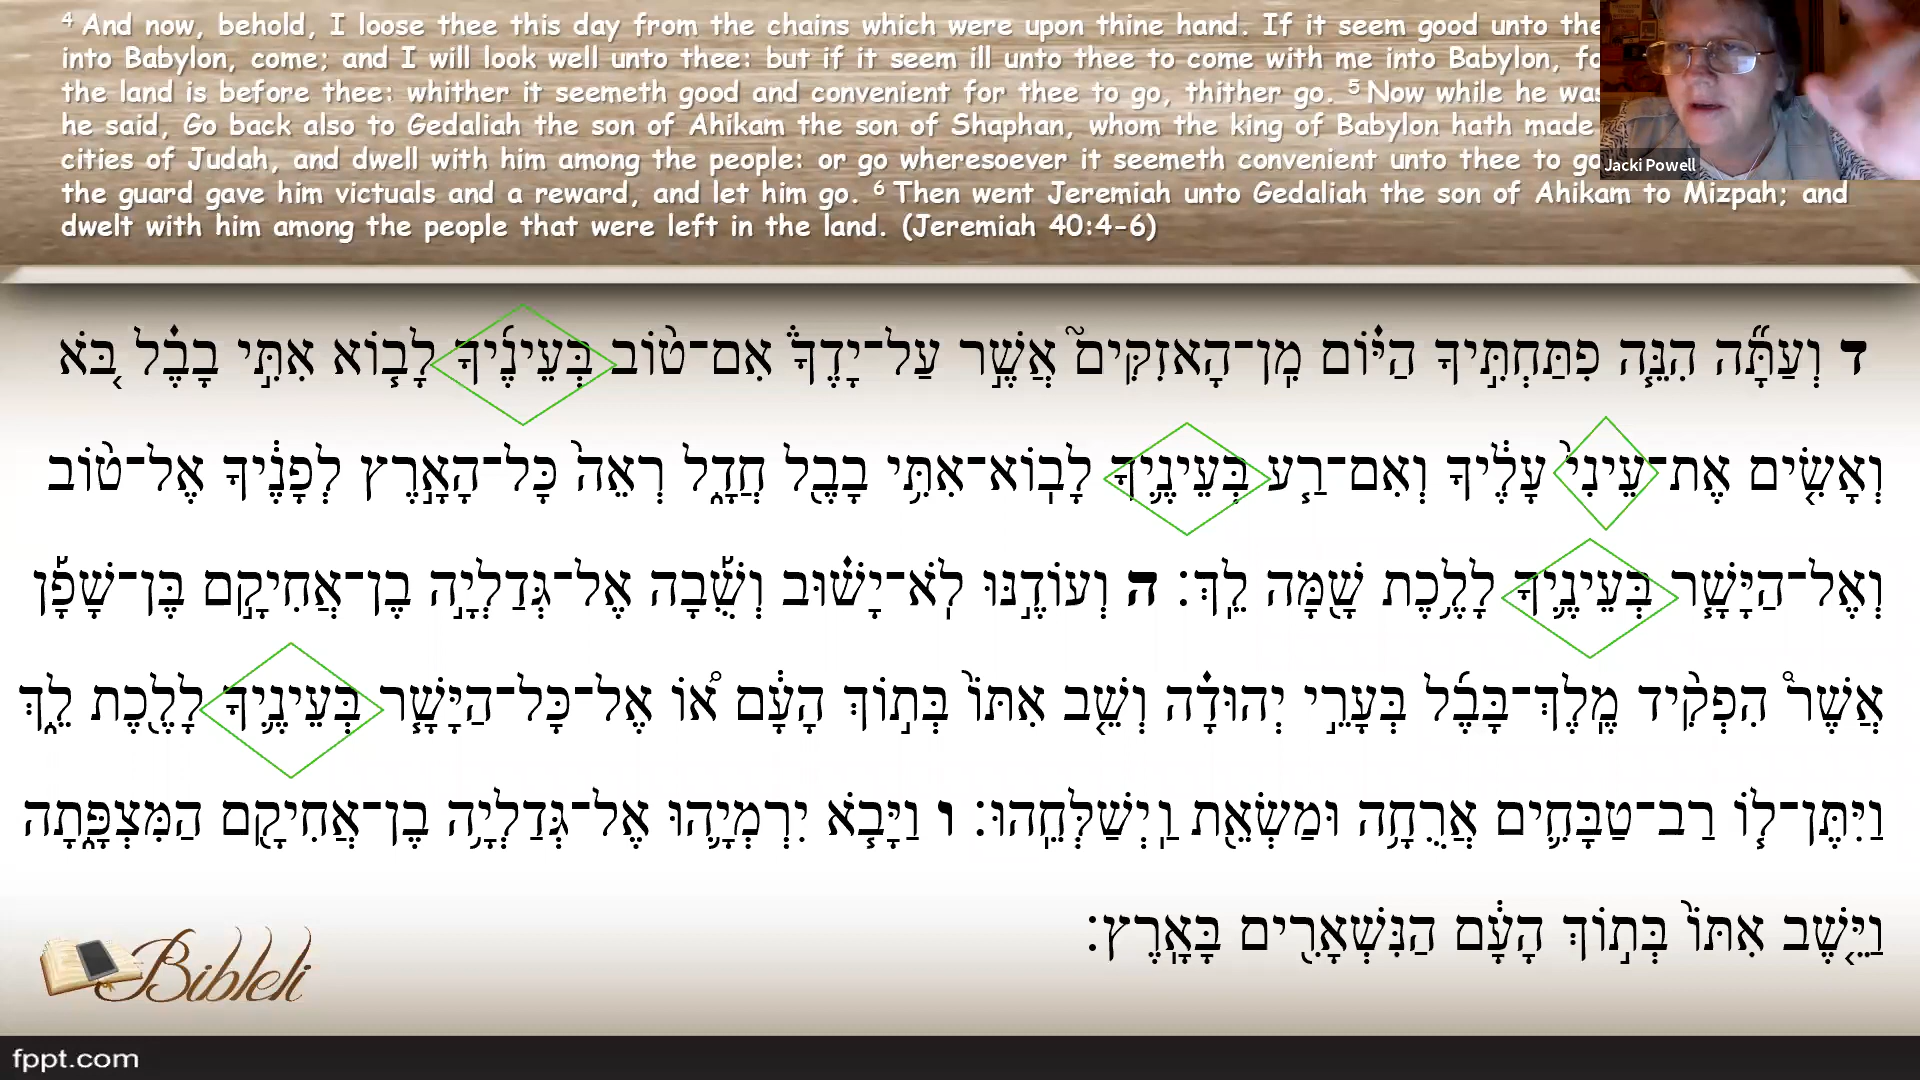 4 And now, behold, I loose thee this day from the chains which were upon thine hand. If it seem good unto the
into Babylon, come; and I will look well unto thee: but if it seem ill unto thee to come with me into Babylon, fo
the land is before thee: whither it seemeth good and convenient for thee to go, thither go. 5 Now while he was
he said, Go back also to Gedaliah the son of Ahikam the son of Shaphan, whom the king of Babylon hath made
cities of Judah, and dwell with him among the people: or go wheresoever it seemeth convenient unto thee to go
the guard gave him victuals and a reward, and let him go. 6 Then went Jeremiah unto Gedaliah the son of Ahikam to Mizpah; and
dwelt with him among the people that were left in the land. (Jeremiah 40:4-6)
Jacki Powell
ד וְעַתָּ֞ה הִנֵּ֧ה פִתַּחְתִּ֣יךָ הַיּ֗וֹם מִֽן־הָאזִקִּים֮ אֲשֶׁ֣ר עַל־יָדֶךָ֒ אִם־ט֨וֹב בְּעֵינֶ֜יךָ לָב֧וֹא אִתִּ֣י בָבֶ֗ל בֹּ֚א
וְאָשִׂ֤ים אֶת־עֵינִי֙ עָלֶ֔יךָ וְאִם־רַ֧ע בְּעֵינֶ֛יךָ לָבֽוֹא־אִתִּ֥י בָבֶ֖ל חֲדָ֑ל רְאֵה֙ כָּל־הָאָ֣רֶץ לְפָנֶ֔יךָ אֶל־ט֨וֹב
וְאֶל־הַיָּשָׁ֧ר בְּעֵינֶ֛יךָ לָלֶ֥כֶת שָׁ֖מָּה לֵֽךְ׃ ה וְעוֹדֶ֣נּוּ לֹֽא־יָשׁ֗וּב וְשֻׁ֡בָה אֶל־גְּדַלְיָ֣ה בֶן־אֲחִיקָ֣ם בֶּן־שָׁפָ֡ן
אֲשֶׁר֩ הִפְקִ֨יד מֶֽלֶךְ־בָּבֶ֜ל בְּעָרֵ֣י יְהוּדָ֗ה וְשֵׁ֤ב אִתּוֹ֙ בְּת֣וֹךְ הָעָ֔ם א֠וֹ אֶל־כָּל־הַיָּשָׁ֧ר בְּעֵינֶ֛יךָ לָלֶ֖כֶת לֵ֑ךְ
וַיִּתֶּן־ל֧וֹ רַב־טַבָּחִ֛ים אֲרֻחָ֥ה וּמַשְׂאֵ֖ת וַֽיְשַׁלְּחֵֽהוּ׃ ו וַיָּבֹ֧א יִרְמְיָ֛הוּ אֶל־גְּדַלְיָ֥ה בֶן־אֲחִיקָ֖ם הַמִּצְפָּ֑תָה
וַיֵּ֤שֶׁב אִתּוֹ֙ בְּת֣וֹךְ הָעָ֔ם הַנִּשְׁאָרִ֖ים בָּאָֽרֶץ׃
Bibleli
fppt.com